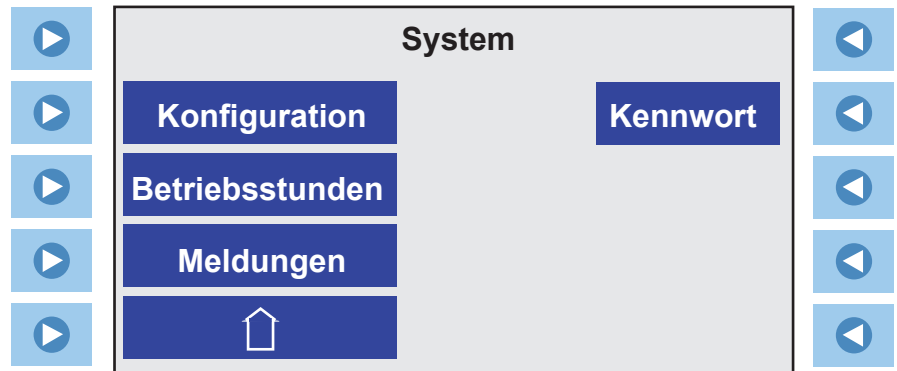 System
Konfiguration
Kennwort
Betriebsstunden
Meldungen